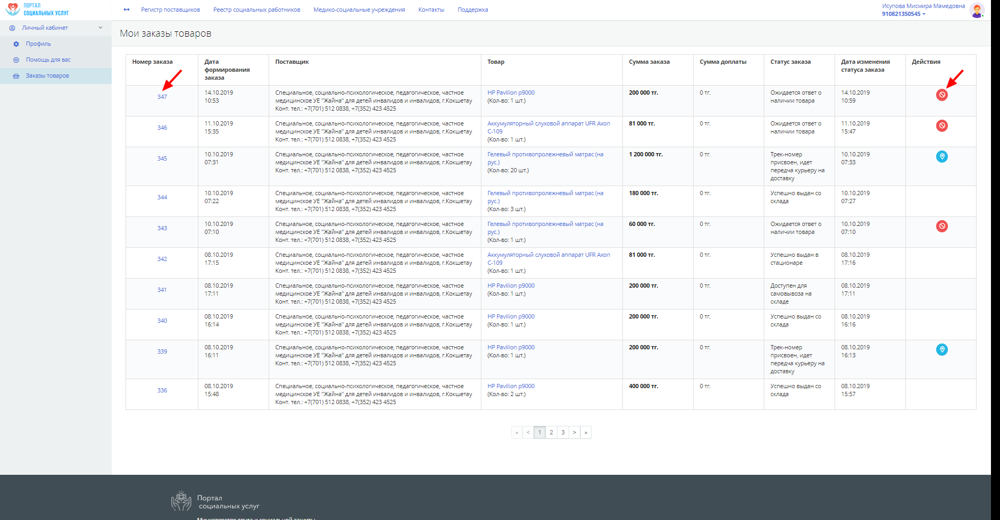 ПОРТАЛ
СОЦИАЛЬНЫХ УСЛУГ
Регистр поставщиков Реестр социальных работников Медико-социальные учреждения Контакты Поддержка
Исупова Мисмира Мамедовна
910821350545
Личный кабинет
Профиль
Помощь для вас
Заказы товаров
Мои заказы товаров
Номер заказа
Дата
формирования
заказа
Поставщик
Товар
Сумма заказа
Сумма доплаты
Статус заказа
Дата изменения
статуса заказа
Действия
347
14.10.2019
10:53
Специальное, социально-психологическое, педагогическое, частное
медицинское УЕ "Жайна" для детей инвалидов и инвалидов, г.Кокшетау
Конт. тел.: +7(701) 512 0838, +7(352) 423 4525
HP Pavilion p9000
(Кол-во: 1 шт.)
200 000 тг.
0 тг.
Ожидается ответ о
наличии товара
14.10.2019
10:59
346
11.10.2019
15:35
Специальное, социально-психологическое, педагогическое, частное
медицинское УЕ "Жайна" для детей инвалидов и инвалидов, г.Кокшетау
Конт. тел.: +7(701) 512 0838, +7(352) 423 4525
Аккумуляторный слуховой аппарат UFR Axon
C-109
(Кол-во: 1 шт.)
81 000 тг.
0 тг.
Ожидается ответ о
наличии товара
11.10.2019
15:47
345
10.10.2019
07:31
Специальное, социально-психологическое, педагогическое, частное
медицинское УЕ "Жайна" для детей инвалидов и инвалидов, г.Кокшетау
Конт. тел.: +7(701) 512 0838, +7(352) 423 4525
Гелевый противопролежневый матрас (на
рус.)
(Кол-во: 20 шт.)
1 200 000 тг.
0 тг.
Трек-номер
присвоен, идет
передча курьеру на
доставку
10.10.2019
07:33
344
10.10.2019
07:22
Специальное, социально-психологическое, педагогическое, частное
медицинское УЕ "Жайна" для детей инвалидов и инвалидов, г.Кокшетау
Конт. тел.: +7(701) 512 0838, +7(352) 423 4525
Гелевый противопролежневый матрас (на
рус.)
(Кол-во: 3 шт.)
180 000 тг.
0 тг.
Успешно выдан со
склада
10.10.2019
07:27
343
10.10.2019
07:10
Специальное, социально-психологическое, педагогическое, частное
медицинское УЕ "Жайна" для детей инвалидов и инвалидов, г.Кокшетау
Конт. тел.: +7(701) 512 0838, +7(352) 423 4525
Гелевый противопролежневый матрас (на
рус.)
(Кол-во: 1 шт.)
60 000 тг.
0 тг.
Ожидается ответ о
наличии товара
10.10.2019
07:10
342
08.10.2019
17:15
Специальное, социально-психологическое, педагогическое, частное
медицинское УЕ "Жайна" для детей инвалидов и инвалидов, г.Кокшетау
Конт. тел.: +7(701) 512 0838, +7(352) 423 4525
Аккумуляторный слуховой аппарат UFR Axon
C-109
(Кол-во: 1 шт.)
81 000 тг.
0 тг.
Успешно выдан в
стационаре
08.10.2019
17:16
341
08.10.2019
17:11
Специальное, социально-психологическое, педагогическое, частное
медицинское УЕ "Жайна" для детей инвалидов и инвалидов, г.Кокшетау
Конт. тел.: +7(701) 512 0838, +7(352) 423 4525
HP Pavilion p9000
(Кол-во: 1 шт.)
200 000 тг.
0 тг.
Доступен для
самовывоза на
складе
08.10.2019
17:11
340
08.10.2019
16:14
Специальное, социально-психологическое, педагогическое, частное
медицинское УЕ "Жайна" для детей инвалидов и инвалидов, г.Кокшетау
Конт. тел.: +7(701) 512 0838, +7(352) 423 4525
HP Pavilion p9000
(Кол-во: 1 шт.)
200 000 тг.
0 тг.
Успешно выдан со
склада
08.10.2019
16:16
339
08.10.2019
16:11
Специальное, социально-психологическое, педагогическое, частное
медицинское УЕ "Жайна" для детей инвалидов и инвалидов, г.Кокшетау
Конт. тел.: +7(701) 512 0838, +7(352) 423 4525
HP Pavilion p9000
(Кол-во: 1 шт.)
200 000 тг.
0 тг.
Трек-номер
присвоен, идет
передча курьеру на
доставку
08.10.2019
16:13
336
08.10.2019
15:48
Специальное, социально-психологическое, педагогическое, частное
медицинское УЕ "Жайна" для детей инвалидов и инвалидов, г.Кокшетау
Конт. тел.: +7(701) 512 0838, +7(352) 423 4525
HP Pavilion p9000
(Кол-во: 2 шт.)
400 000 тг.
0 тг.
Успешно выдан со
склада
08.10.2019
15:57
« < 1 2 3 > »
Портал
социальных услуг
Министерство труда и социальной защиты